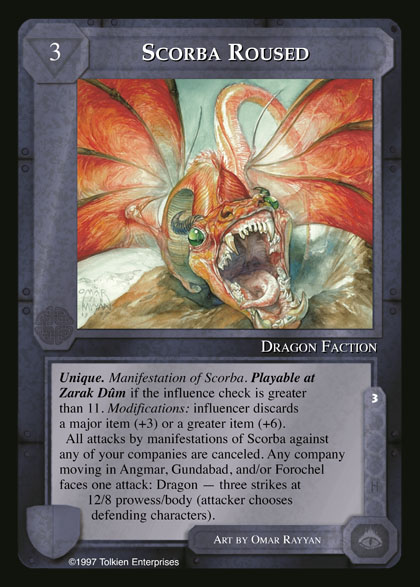 3
SCORBA ROUSED
DRAGON FACTION
Unique. Manifestation of Scorba. Playable at
Zarak Dûm if the influence check is greater
than 11. Modifications: influencer discards
a major item (+3) or a greater item (+6).
All attacks by manifestations of Scorba against
any of your companies are canceled. Any company
moving in Angmar, Gundabad, and/or Forochel
faces one attack: Dragon — three strikes at
12/8 prowess/body (attacker chooses
defending characters).
3
H
ART BY OMAR RAYYAN
©1997 Tolkien Enterprises